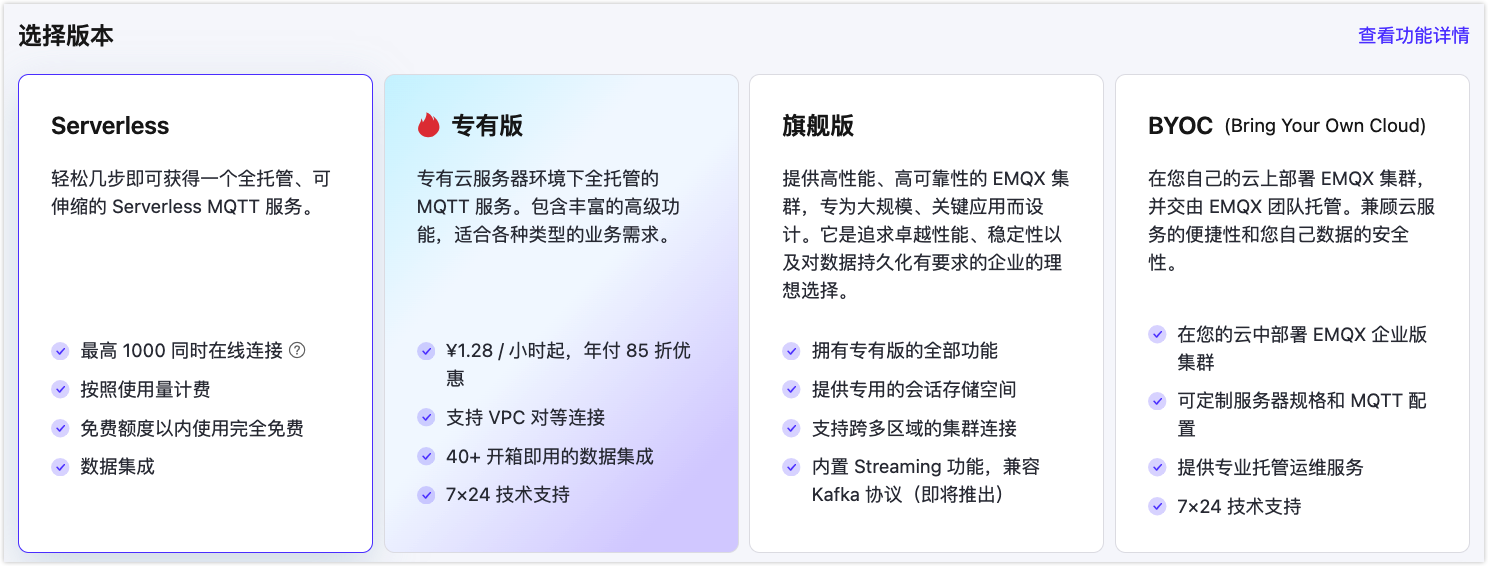 选择版本
查看功能详情
Serverless
轻松几步即可获得一个全托管、可
伸缩的 Serverless MQTT 服务。
最高 1000 同时在线连接
按照使用量计费
免费额度以内使用完全免费
数据集成
专有版
专有云服务器环境下全托管的
MQTT 服务。包含丰富的高级功
能，适合各种类型的业务需求。
¥1.28 / 小时起，年付 85 折优
惠
支持 VPC 对等连接
40+ 开箱即用的数据集成
7×24 技术支持
旗舰版
提供高性能、高可靠性的 EMQX 集
群，专为大规模、关键应用而设
计。它是追求卓越性能、稳定性以
及对数据持久化有要求的企业的理
想选择。
拥有专有版的全部功能
提供专用的会话存储空间
支持跨多区域的集群连接
内置 Streaming 功能，兼容
Kafka 协议（即将推出）
BYOC (Bring Your Own Cloud)
在您自己的云上部署 EMQX 集群，
并交由 EMQX 团队托管。兼顾云服
务的便捷性和您自己数据的安全
性。
在您的云中部署 EMQX 企业版
集群
可定制服务器规格和 MQTT 配
置
提供专业托管运维服务
7×24 技术支持